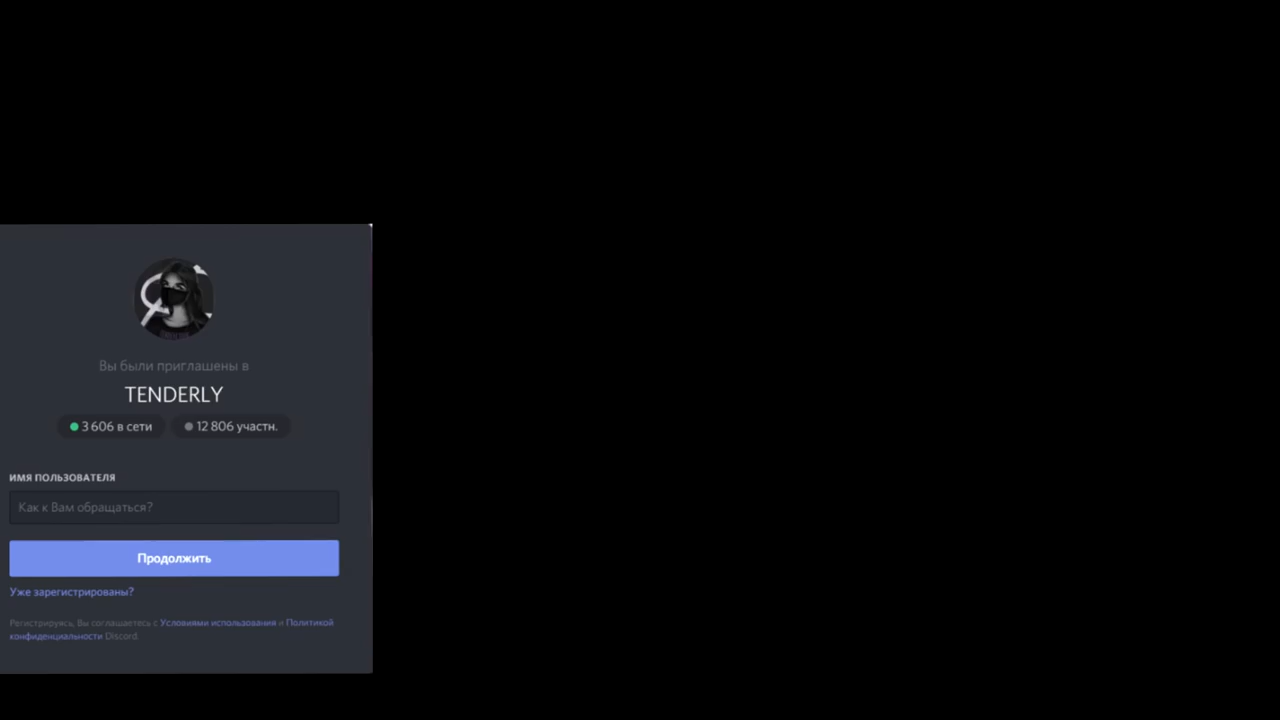 Вы были приглашены в
TENDERLY
3 606 в сети 12 806 участн.
ИМЯ ПОЛЬЗОВАТЕЛЯ
Как к Вам обращаться?
Продолжить
Уже зарегистрированы?
Регистрируясь, Вы соглашаетесь с Условиями использования и Политикой
конфиденциальности Discord.